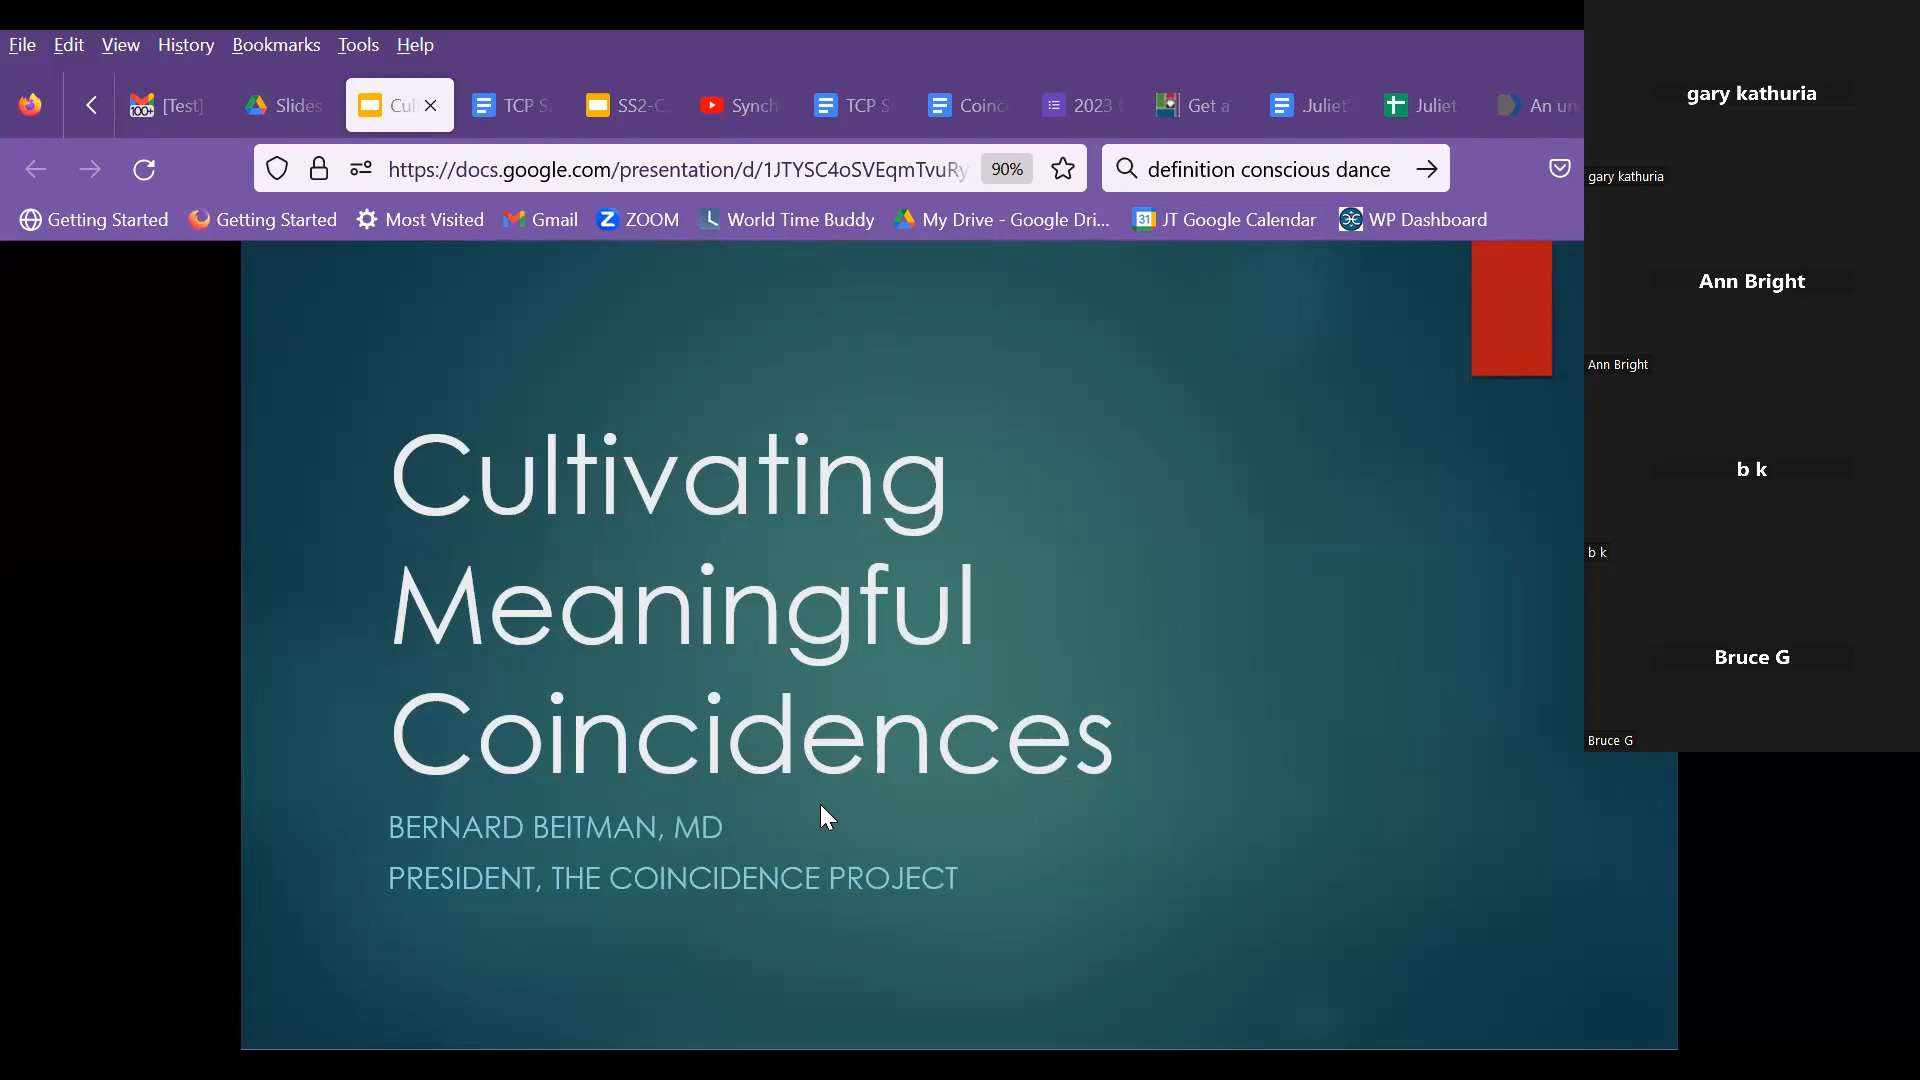 File Edit View History Bookmarks Tools Help
100+ [Test] Slides Cul TCP S SS2-C Synch TCP S Coinc 2023 Get a .Juliet' Juliet An un
https://docs.google.com/presentation/d/1JTYSC4oSVEqmTvuRy 90% definition conscious dance
Getting Started Getting Started Most Visited Gmail ZOOM World Time Buddy My Drive - Google Dri... 31 JT Google Calendar WP Dashboard
Cultivating
Meaningful
Coincidences
BERNARD BEITMAN, MD
PRESIDENT, THE COINCIDENCE PROJECT
gary kathuria
gary kathuria
Ann Bright
Ann Bright
b k
b k
Bruce G
Bruce G